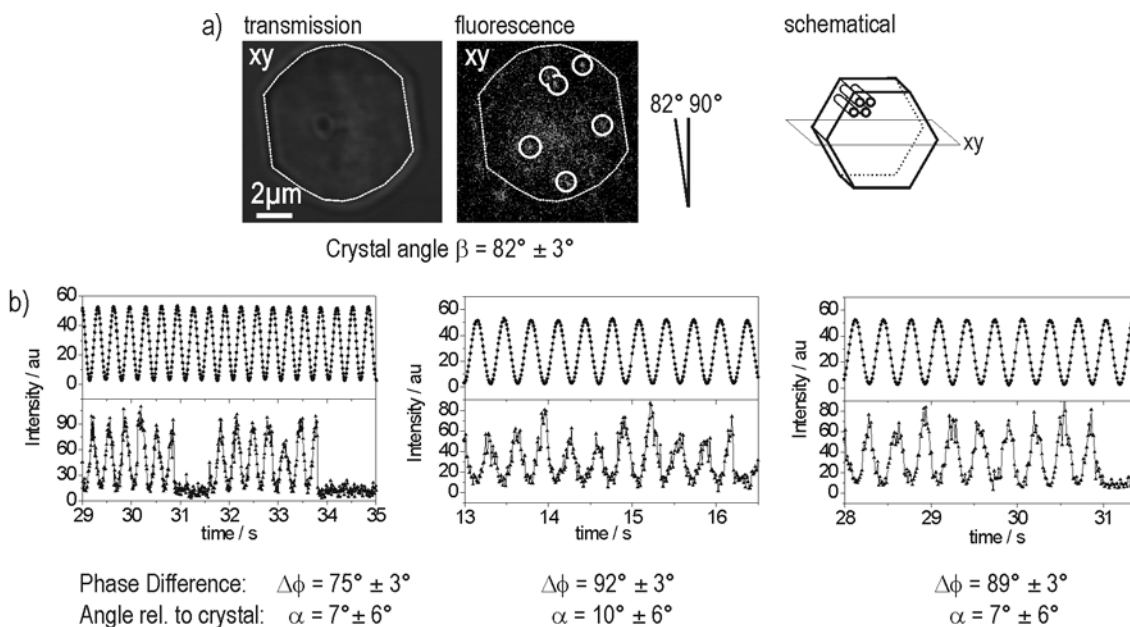 a) transmission fluorescence schematical
xy xy
82° 90°
xy
2µm
Crystal angle β = 82° ± 3°
b)
Intensity / au
60
40
20
0
90
60
30
0
29 30 31 32 33 34 35
time / s
Intensity / au
60
40
20
0
80
60
40
20
0
13 14 15 16
time / s
Intensity / au
60
40
20
0
80
60
40
20
0
28 29 30 31
time / s
Phase Difference: Δϕ = 75° ± 3° Δϕ = 92° ± 3° Δϕ = 89° ± 3°
Angle rel. to crystal: α = 7° ± 6° α = 10° ± 6° α = 7° ± 6°